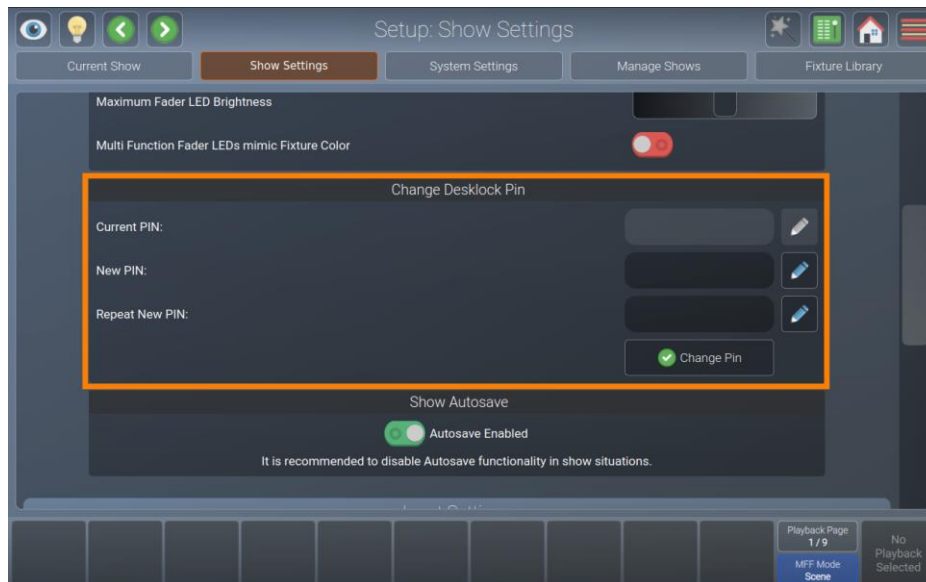 Setup: Show Settings
Current Show
Show Settings
System Settings
Manage Shows
Fixture Library
Maximum Fader LED Brightness
Multi Function Fader LEDs mimic Fixture Color
Change Desklock Pin
Current PIN:
New PIN:
Repeat New PIN:
Change Pin
Show Autosave
Autosave Enabled
It is recommended to disable Autosave functionality in show situations.
Playback Page
1 / 9
MFF Mode
Scene
No
Playback
Selected